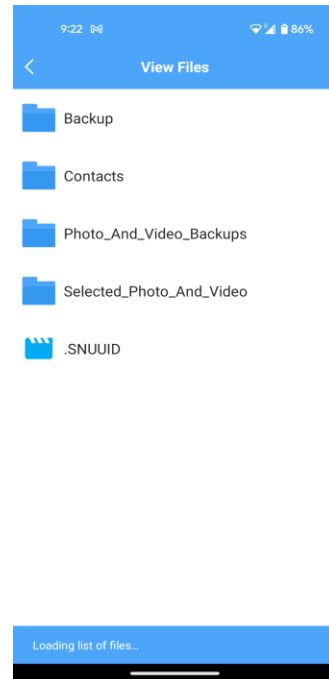 9:22 86%
View Files
Backup
Contacts
Photo_And_Video_Backups
Selected_Photo_And_Video
.SNUUID
Loading list of files...